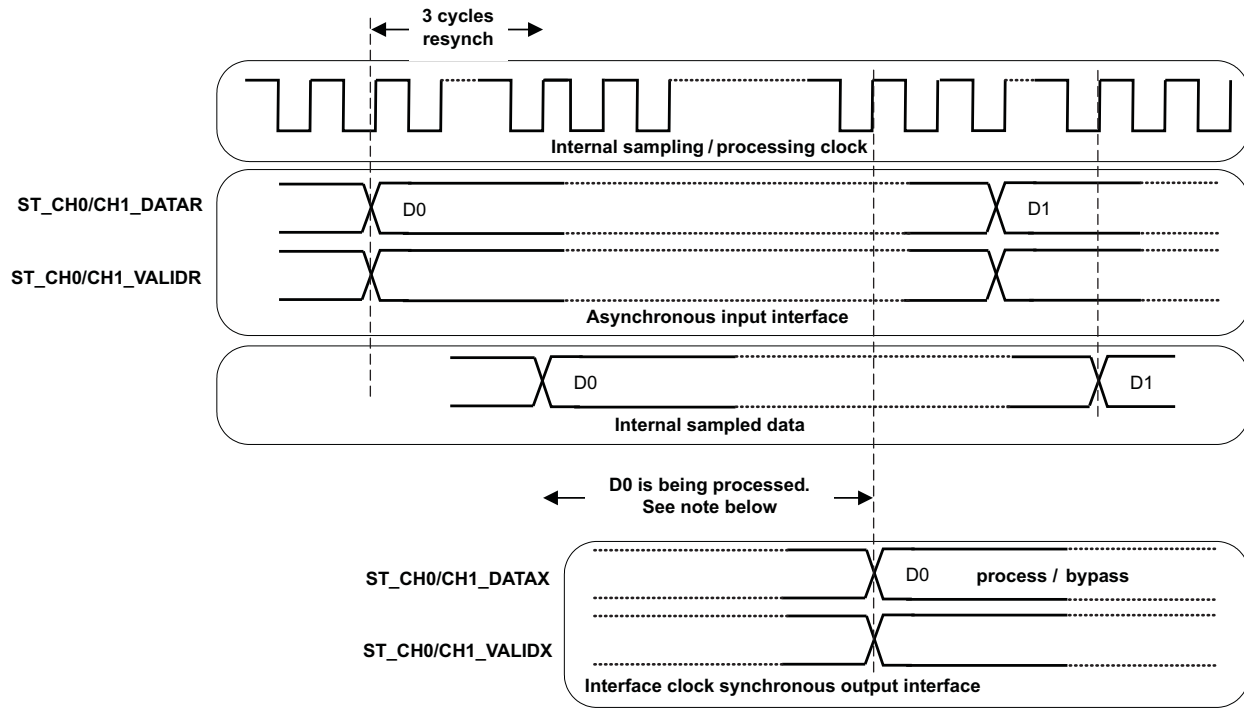 3 cycles
resynch
Internal sampling / processing clock
ST_CH0/CH1_DATAR
D0
D1
ST_CH0/CH1_VALIDR
Asynchronous input interface
D0
D1
Internal sampled data
D0 is being processed.
See note below
ST_CH0/CH1_DATAX
D0
process / bypass
ST_CH0/CH1_VALIDX
Interface clock synchronous output interface